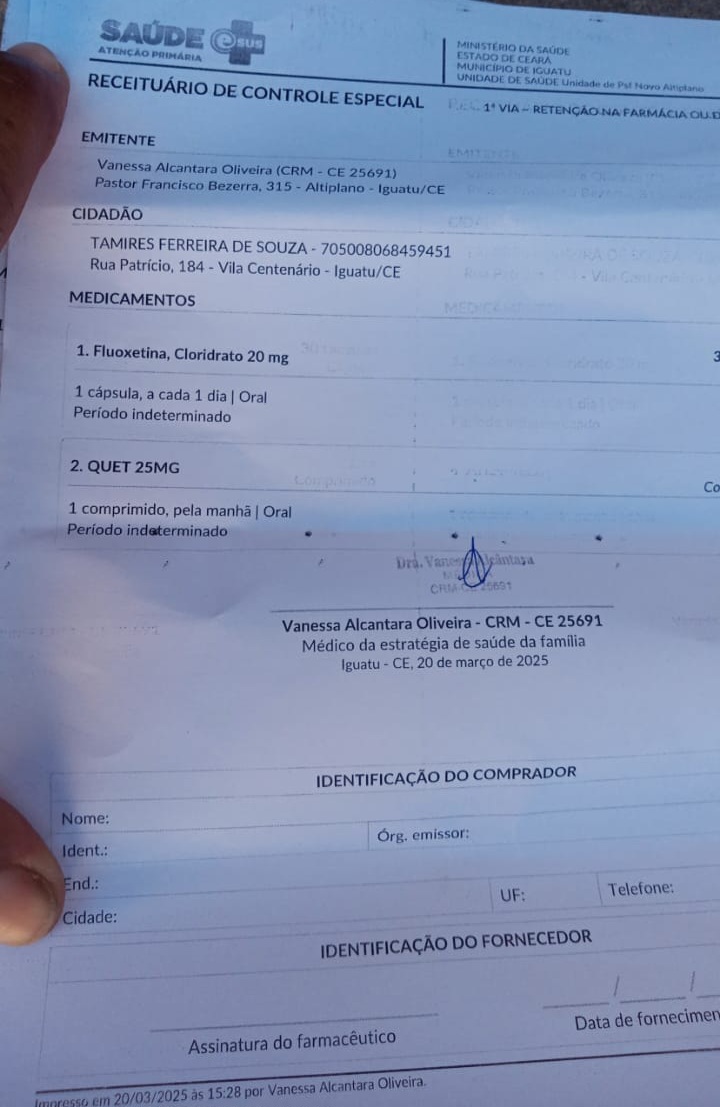 SAÚDE e SUS
ATENÇÃO PRIMÁRIA
MINISTÉRIO DA SAÚDE
ESTADO DE CEARÁ
MUNICÍPIO DE IGUATU
UNIDADE DE SAÚDE Unidade de Psf Novo Altiplano
RECEITUÁRIO DE CONTROLE ESPECIAL
1ª VIA – RETENÇÃO NA FARMÁCIA OU D
EMITENTE
Vanessa Alcantara Oliveira (CRM - CE 25691)
Pastor Francisco Bezerra, 315 - Altiplano - Iguatu/CE
CIDADÃO
TAMIRES FERREIRA DE SOUZA - 705008068459451
Rua Patrício, 184 - Vila Centenário - Iguatu/CE
MEDICAMENTOS
1. Fluoxetina, Cloridrato 20 mg 3
1 cápsula, a cada 1 dia | Oral
Período indeterminado
2. QUET 25MG
Co
1 comprimido, pela manhã | Oral
Período indeterminado
Dra. Vanessa Alcântara
CRM-CE 25691
Vanessa Alcantara Oliveira - CRM - CE 25691
Médico da estratégia de saúde da família
Iguatu - CE, 20 de março de 2025
IDENTIFICAÇÃO DO COMPRADOR
Nome:
Ident.: Órg. emissor:
End.:
Cidade: UF: Telefone:
IDENTIFICAÇÃO DO FORNECEDOR
/ /
Assinatura do farmacêutico Data de fornecimen
Impresso em 20/03/2025 às 15:28 por Vanessa Alcantara Oliveira.